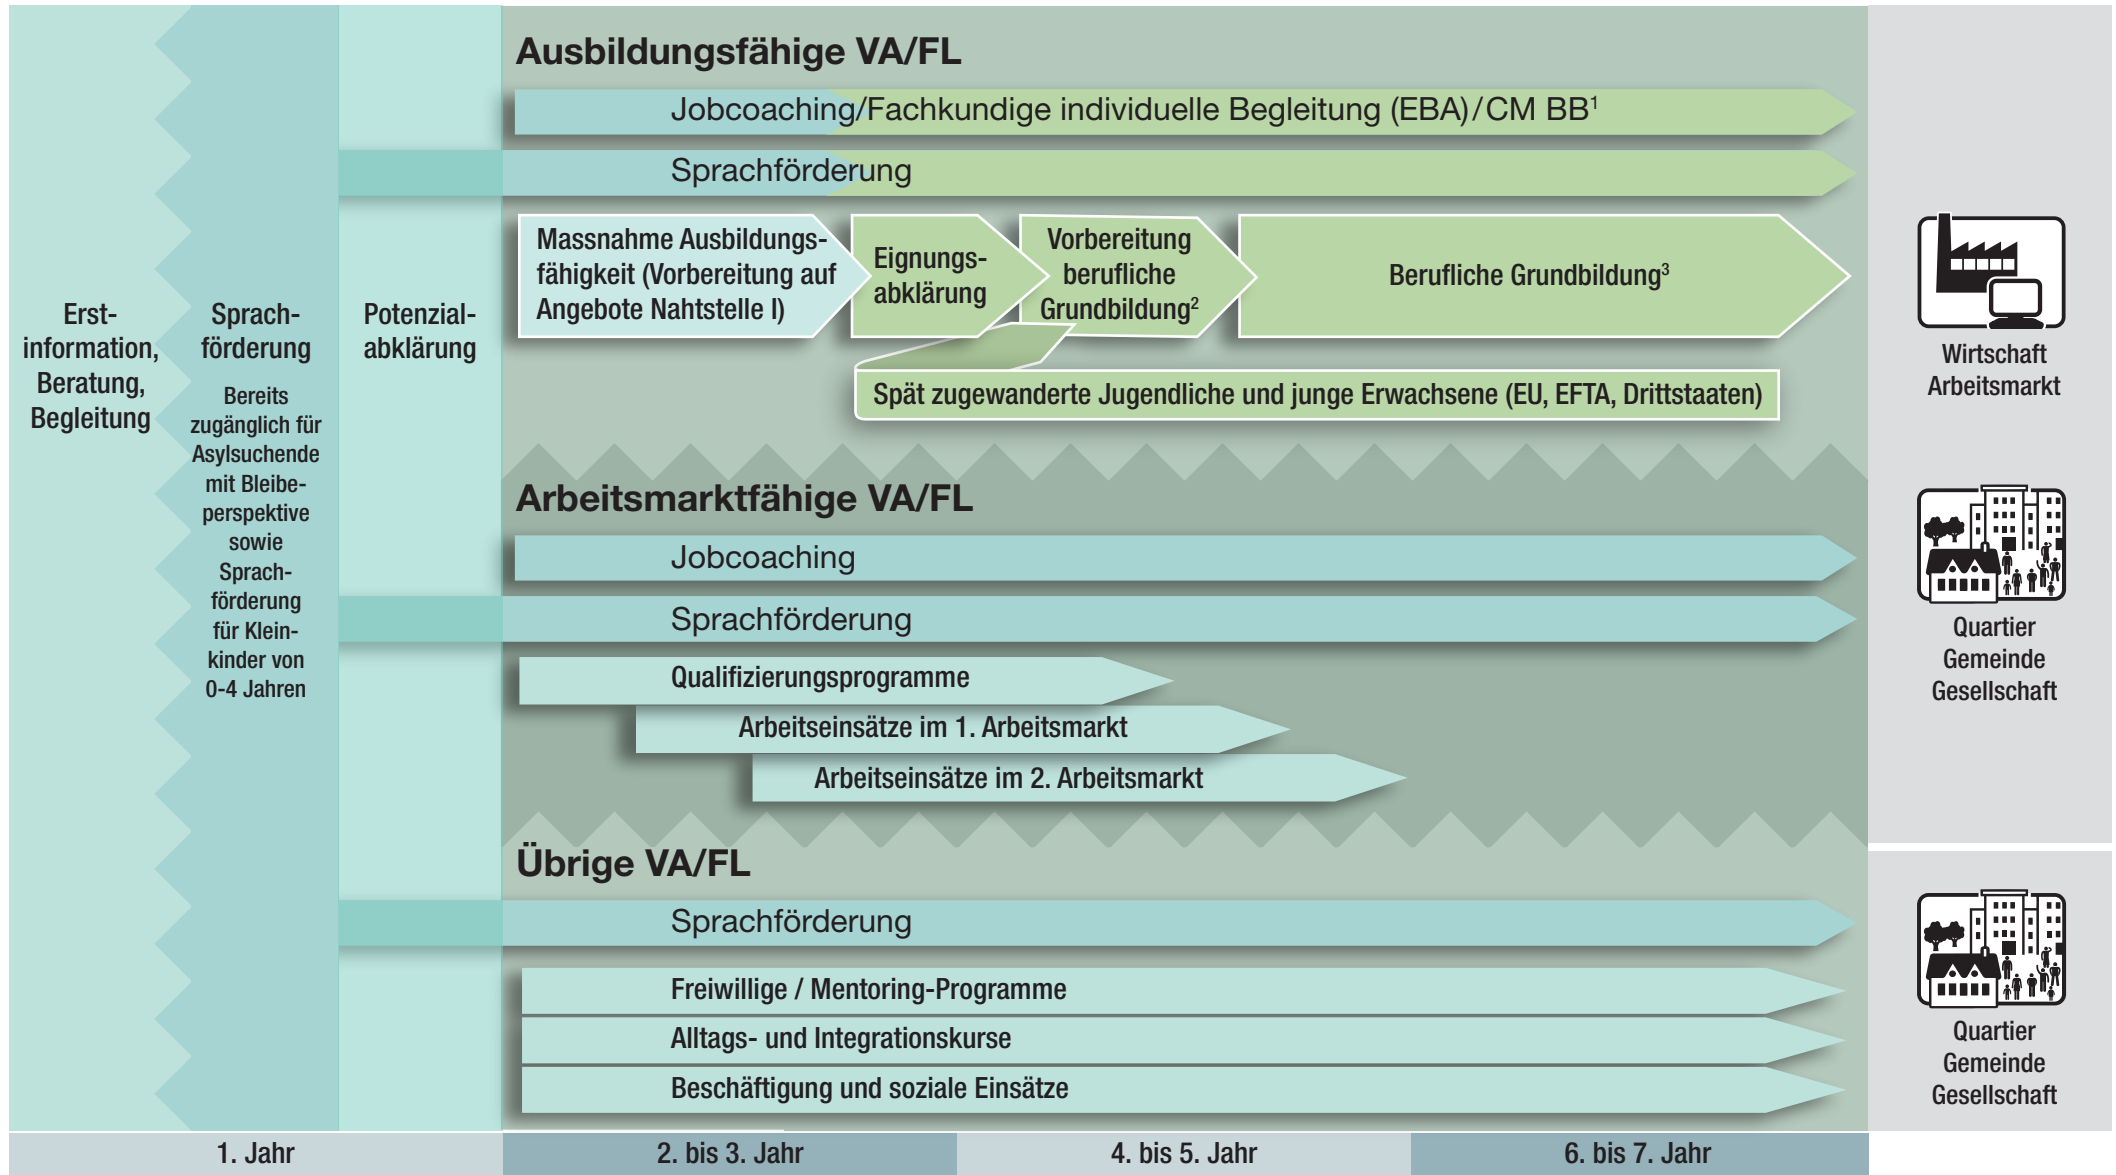 Erst-
information,
Beratung,
Begleitung
Sprach-
förderung
Bereits
zugänglich für
Asylsuchende
mit Bleibe-
perspektive
sowie
Sprach-
förderung
für Klein-
kinder von
0-4 Jahren
Potenzial-
abklärung
Ausbildungsfähige VA/FL
Jobcoaching/Fachkundige individuelle Begleitung (EBA)/CM BB¹
Sprachförderung
Massnahme Ausbildungs-
fähigkeit (Vorbereitung auf
Angebote Nahtstelle I)
Eignungs-
abklärung
Vorbereitung
berufliche
Grundbildung²
Berufliche Grundbildung³
Spät zugewanderte Jugendliche und junge Erwachsene (EU, EFTA, Drittstaaten)
Arbeitsmarktfähige VA/FL
Jobcoaching
Sprachförderung
Qualifizierungsprogramme
Arbeitseinsätze im 1. Arbeitsmarkt
Arbeitseinsätze im 2. Arbeitsmarkt
Übrige VA/FL
Sprachförderung
Freiwillige / Mentoring-Programme
Alltags- und Integrationskurse
Beschäftigung und soziale Einsätze
Wirtschaft
Arbeitsmarkt
Quartier
Gemeinde
Gesellschaft
Quartier
Gemeinde
Gesellschaft
1. Jahr
2. bis 3. Jahr
4. bis 5. Jahr
6. bis 7. Jahr